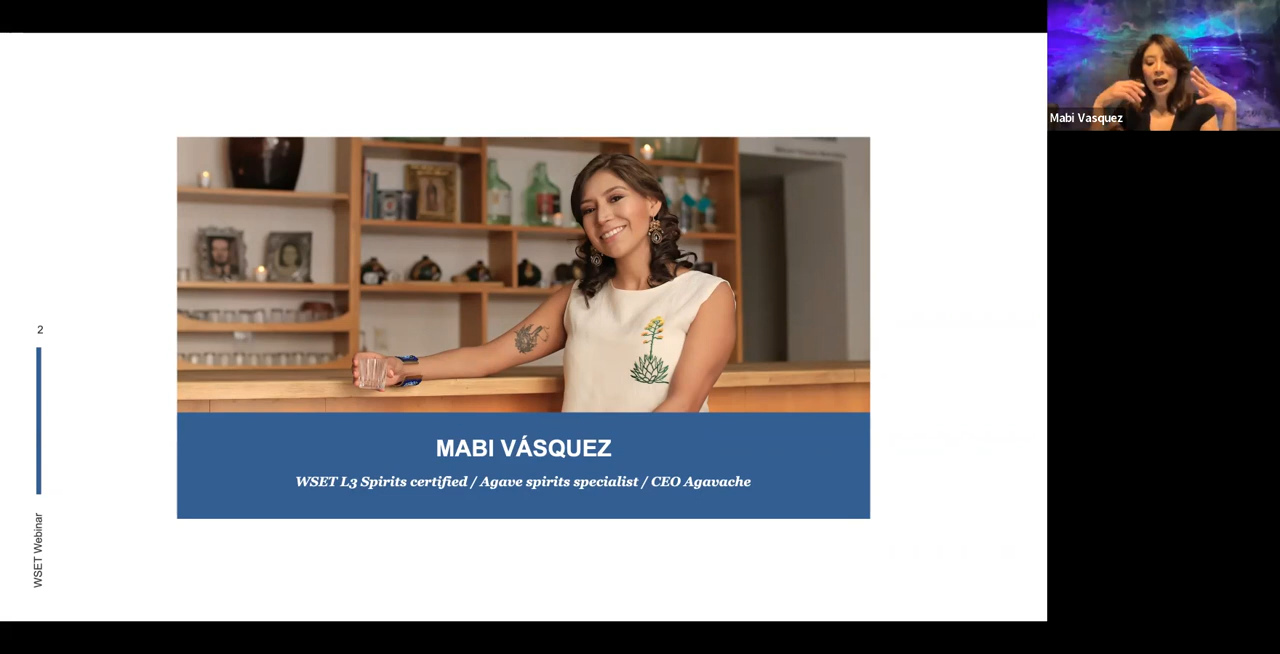 2
WSET Webinar
MABI VÁSQUEZ
WSET L3 Spirits certified / Agave spirits specialist / CEO Agavache
Mabi Vasquez